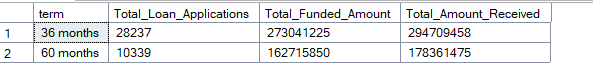 term Total_Loan_Applications Total_Funded_Amount Total_Amount_Received
1 36 months 28237 273041225 294709458
2 60 months 10339 162715850 178361475